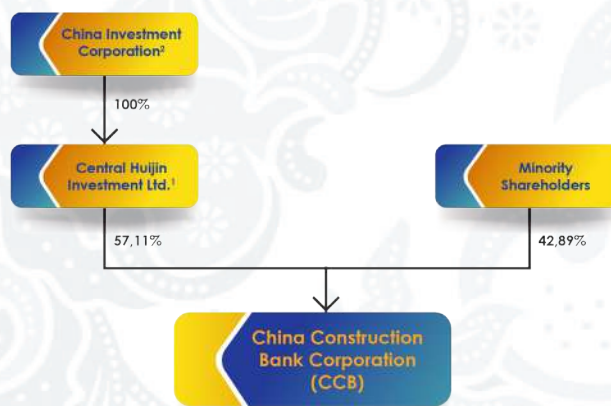 China Investment
Corporation²
100%
Central Huijin
Investment Ltd.¹
Minority
Shareholders
57,11%
42,89%
China Construction
Bank Corporation
(CCB)